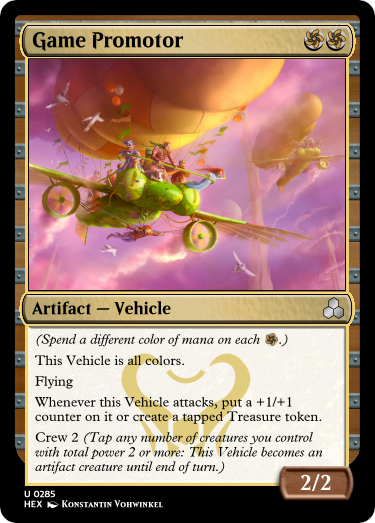 Game Promotor
Artifact — Vehicle
(Spend a different color of mana on each .)
This Vehicle is all colors.
Flying
Whenever this Vehicle attacks, put a +1/+1
counter on it or create a tapped Treasure token.
Crew 2 (Tap any number of creatures you control
with total power 2 or more: This Vehicle becomes an
artifact creature until end of turn.)
2/2
U 0285
HEX Konstantin Vohwinkel